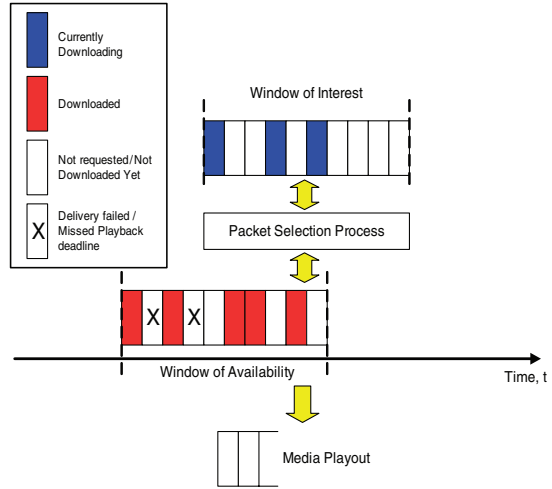 Currently
Downloading
Downloaded
Not requested/Not
Downloaded Yet
X
Delivery failed /
Missed Playback
deadline
Window of Interest
Packet Selection Process
X X
Window of Availability
Time, t
Media Playout